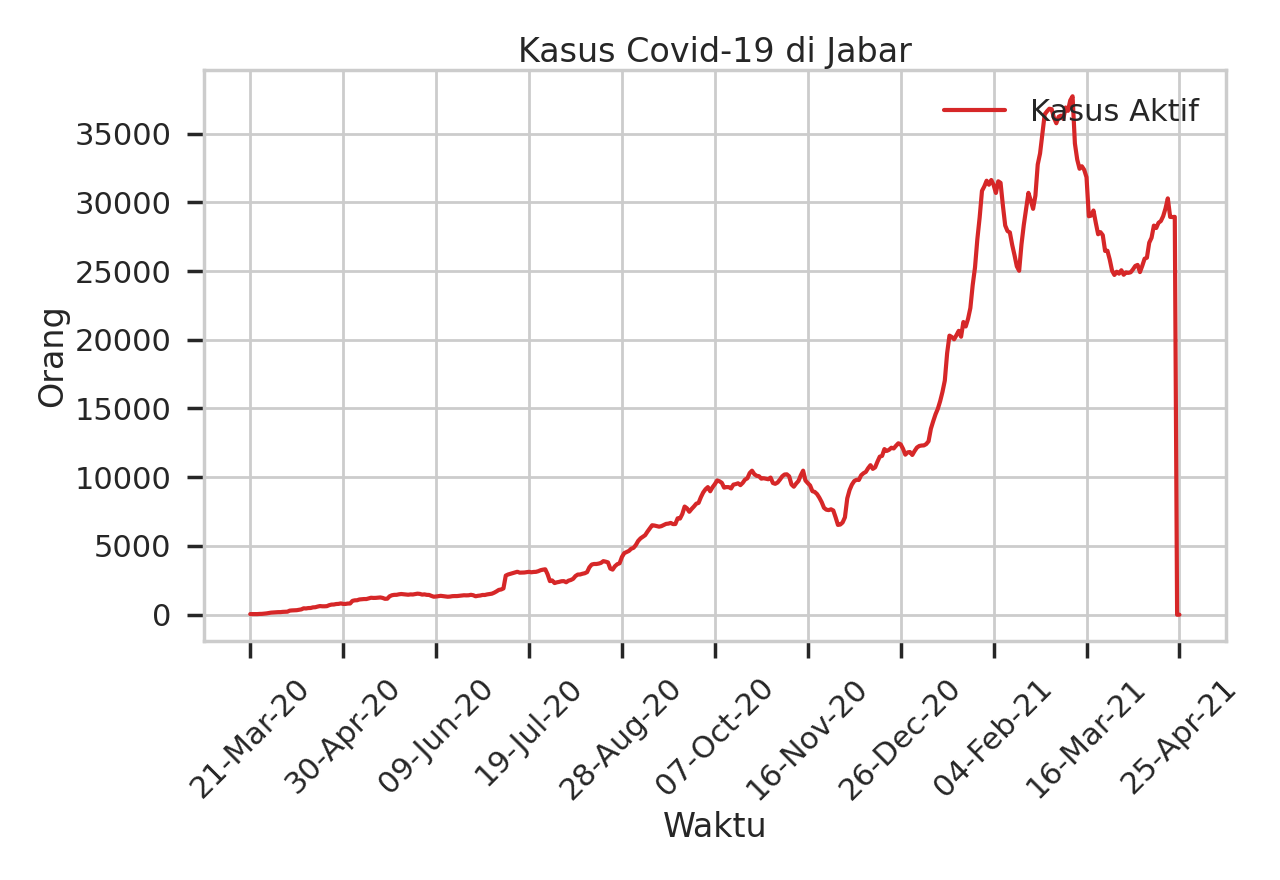 Kasus Covid-19 di Jabar
Kasus Aktif
35000
30000
25000
20000
15000
10000
5000
0
Orang
21-Mar-20
30-Apr-20
09-Jun-20
19-Jul-20
28-Aug-20
07-Oct-20
16-Nov-20
26-Dec-20
04-Feb-21
16-Mar-21
25-Apr-21
Waktu